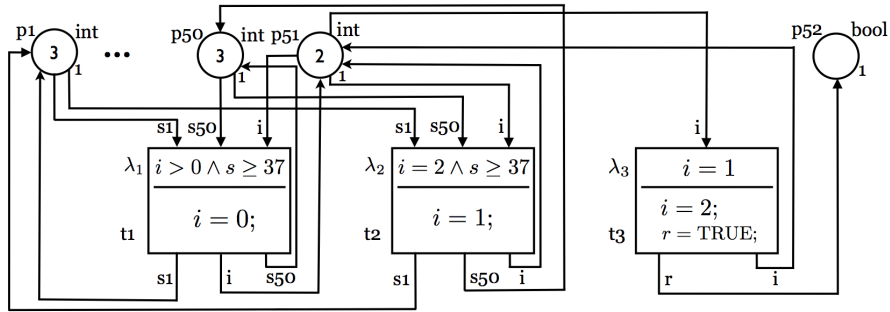 p1 int p50 p51 int p52 bool
3 ... 3 int 2
1 1 1 1
s1 s50 i s1 s50 i i
λ₁ i > 0 ∧ s ≥ 37 λ₂ i = 2 ∧ s ≥ 37 λ₃ i = 1
t1 i = 0; t2 i = 1; t3 i = 2;
r = TRUE;
s1 i s50 s1 s50 i r i